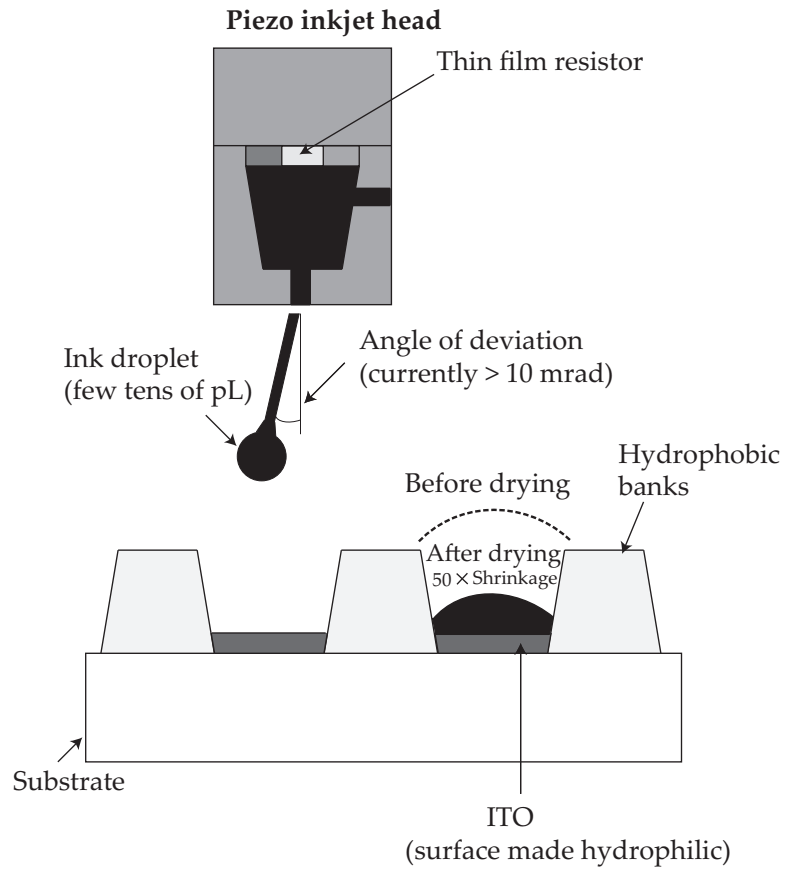 Piezo inkjet head
Thin film resistor
Angle of deviation
(currently > 10 mrad)
Ink droplet
(few tens of pL)
Hydrophobic
banks
Before drying
After drying
50 × Shrinkage
Substrate
ITO
(surface made hydrophilic)